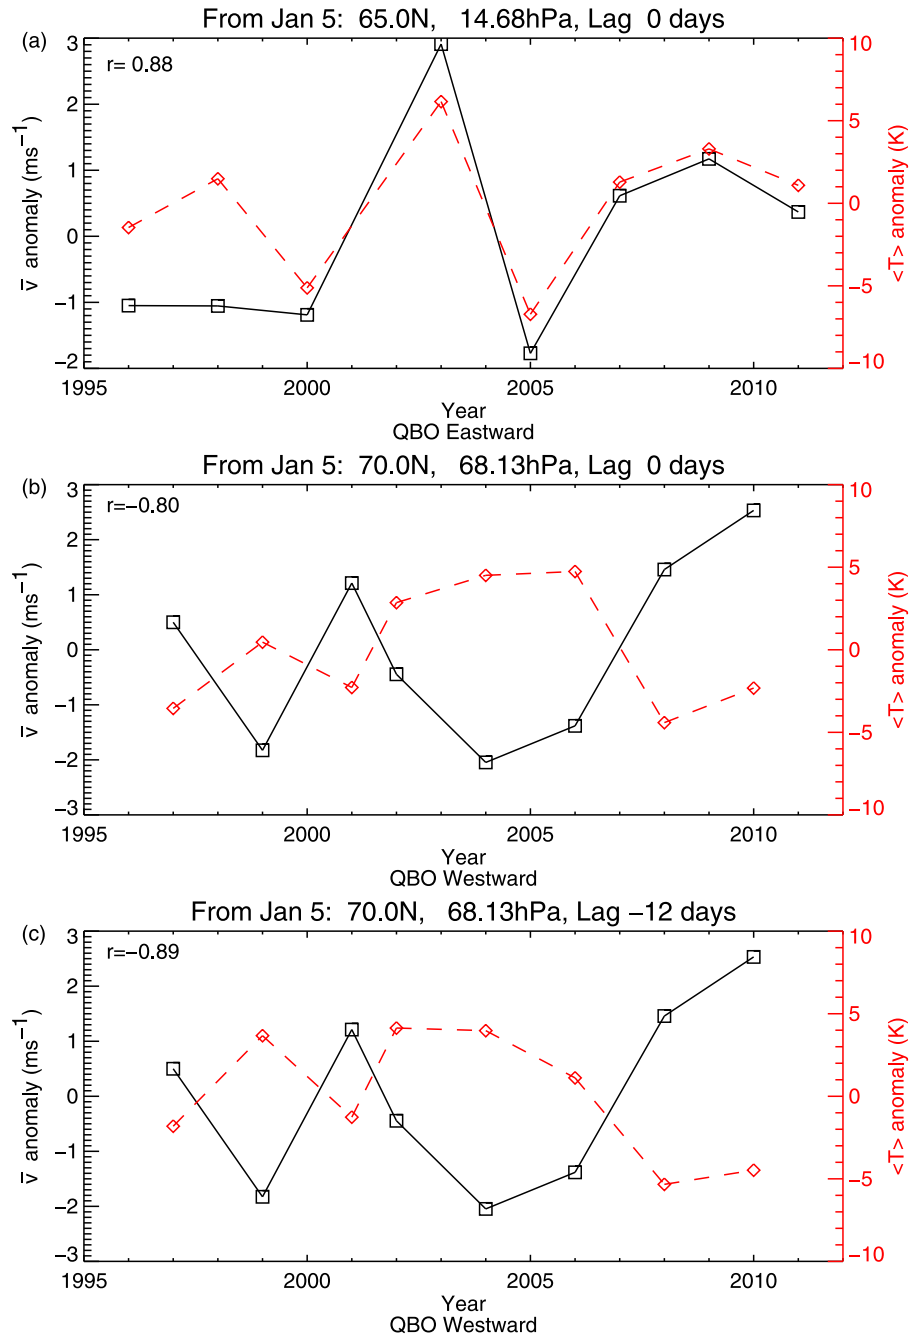 From Jan 5: 65.0N, 14.68hPa, Lag 0 days
(a)
r= 0.88
3
2
1
0
−1
−2
v̅ anomaly (ms⁻¹)
10
5
0
−5
−10
<T> anomaly (K)
1995 2000 2005 2010
Year
QBO Eastward
From Jan 5: 70.0N, 68.13hPa, Lag 0 days
(b)
r=−0.80
3
2
1
0
−1
−2
−3
v̅ anomaly (ms⁻¹)
10
5
0
−5
−10
<T> anomaly (K)
1995 2000 2005 2010
Year
QBO Westward
From Jan 5: 70.0N, 68.13hPa, Lag −12 days
(c)
r=−0.89
3
2
1
0
−1
−2
−3
v̅ anomaly (ms⁻¹)
10
5
0
−5
−10
<T> anomaly (K)
1995 2000 2005 2010
Year
QBO Westward